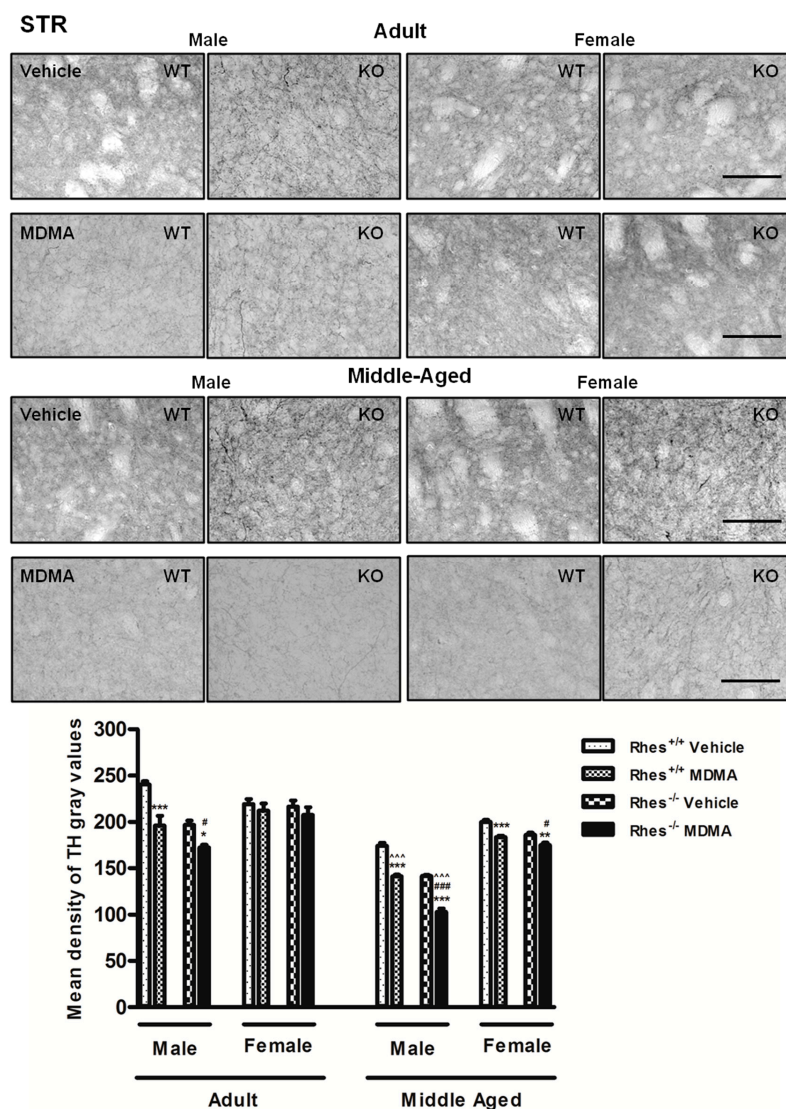 STR
Male Adult Female
Vehicle WT KO WT KO
MDMA WT KO WT KO
Male Middle-Aged Female
Vehicle WT KO WT KO
MDMA WT KO WT KO
Mean density of TH gray values
300
250
200
150
100
50
0
***
#
*
^^^
***
^^^
###
***
***
#
**
Rhes+/+ Vehicle
Rhes+/+ MDMA
Rhes-/- Vehicle
Rhes-/- MDMA
Male Female Male Female
Adult Middle Aged